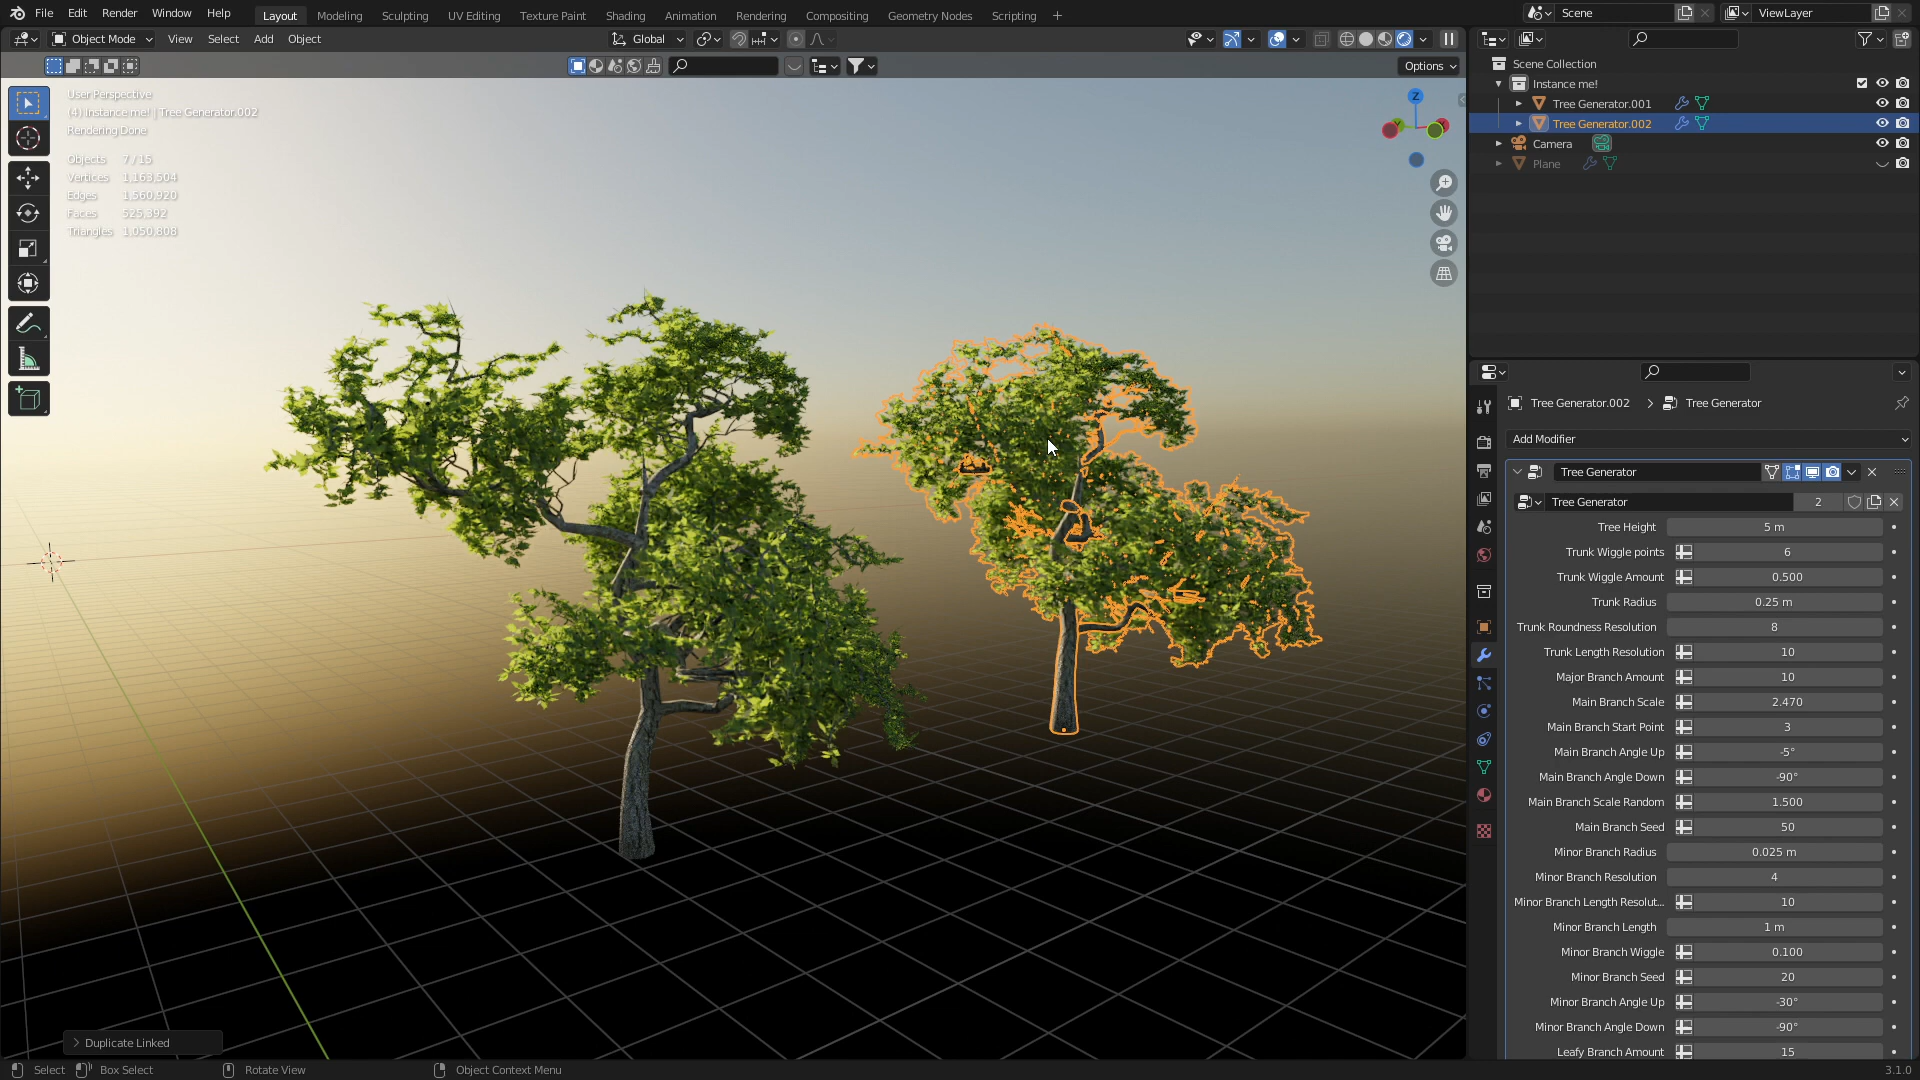 File Edit Render Window Help Layout Modeling Sculpting UV Editing Texture Paint Shading Animation Rendering Compositing Geometry Nodes Scripting + Scene ViewLayer
Object Mode View Select Add Object Global
Options
User Perspective
(4) Instance me! | Tree Generator.002
Rendering Done
Objects 7/15
Vertices 1,163,504
Edges 1,560,920
Faces 525,392
Triangles 1,050,808
Z
Y
Duplicate Linked
Select Box Select Rotate View Object Context Menu 3.1.0
Scene Collection
Instance me!
Tree Generator.001
Tree Generator.002
Camera
Plane
Tree Generator.002 > Tree Generator
Add Modifier
Tree Generator
Tree Generator 2
Tree Height 5 m
Trunk Wiggle points 6
Trunk Wiggle Amount 0.500
Trunk Radius 0.25 m
Trunk Roundness Resolution 8
Trunk Length Resolution 10
Major Branch Amount 10
Main Branch Scale 2.470
Main Branch Start Point 3
Main Branch Angle Up -5°
Main Branch Angle Down -90°
Main Branch Scale Random 1.500
Main Branch Seed 50
Minor Branch Radius 0.025 m
Minor Branch Resolution 4
Minor Branch Length Resolut... 10
Minor Branch Length 1 m
Minor Branch Wiggle 0.100
Minor Branch Seed 20
Minor Branch Angle Up -30°
Minor Branch Angle Down -90°
Leafy Branch Amount 15